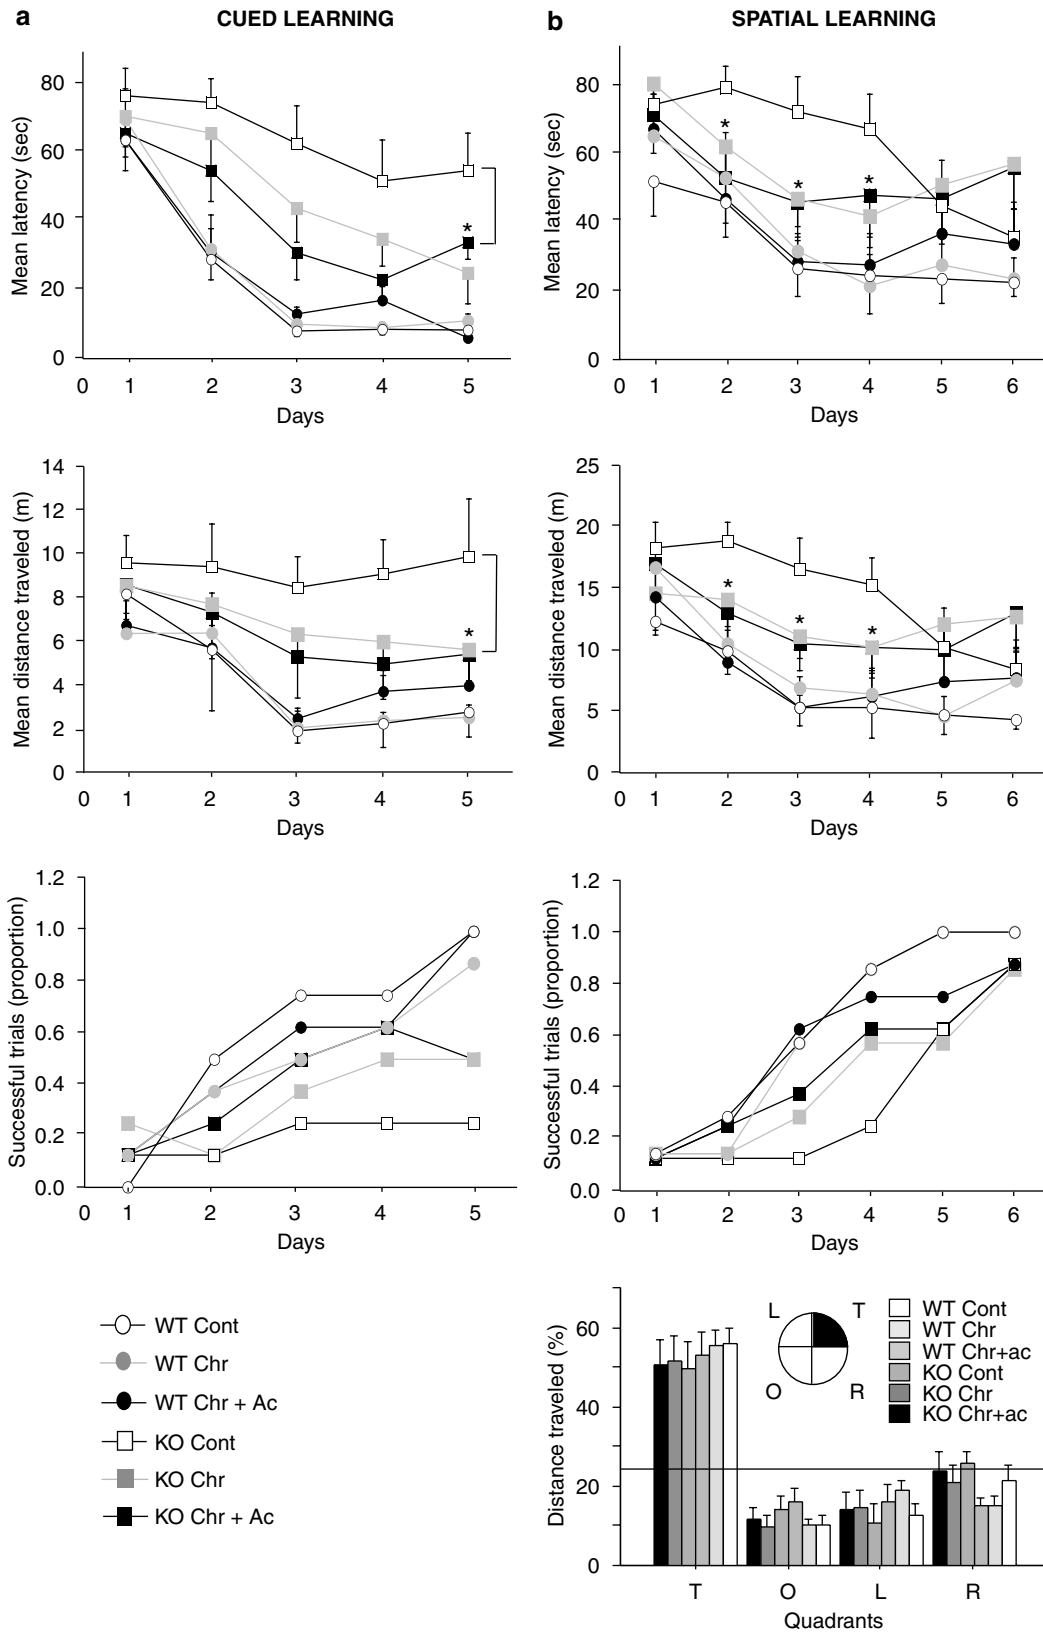 a
CUED LEARNING
b
SPATIAL LEARNING
Mean latency (sec)
80
60
40
20
0
*
0 1 2 3 4 5
Days
Mean latency (sec)
80
60
40
20
0
* * *
0 1 2 3 4 5 6
Days
Mean distance traveled (m)
14
12
10
8
6
4
2
0
*
0 1 2 3 4 5
Days
Mean distance traveled (m)
25
20
15
10
5
0
* * *
0 1 2 3 4 5 6
Days
Successful trials (proportion)
1.2
1.0
0.8
0.6
0.4
0.2
0.0
0 1 2 3 4 5
Days
Successful trials (proportion)
1.2
1.0
0.8
0.6
0.4
0.2
0.0
0 1 2 3 4 5 6
Days
WT Cont
WT Chr
WT Chr + Ac
KO Cont
KO Chr
KO Chr + Ac
Distance traveled (%)
60
40
20
0
L T
O R
WT Cont
WT Chr
WT Chr+ac
KO Cont
KO Chr
KO Chr+ac
T O L R
Quadrants